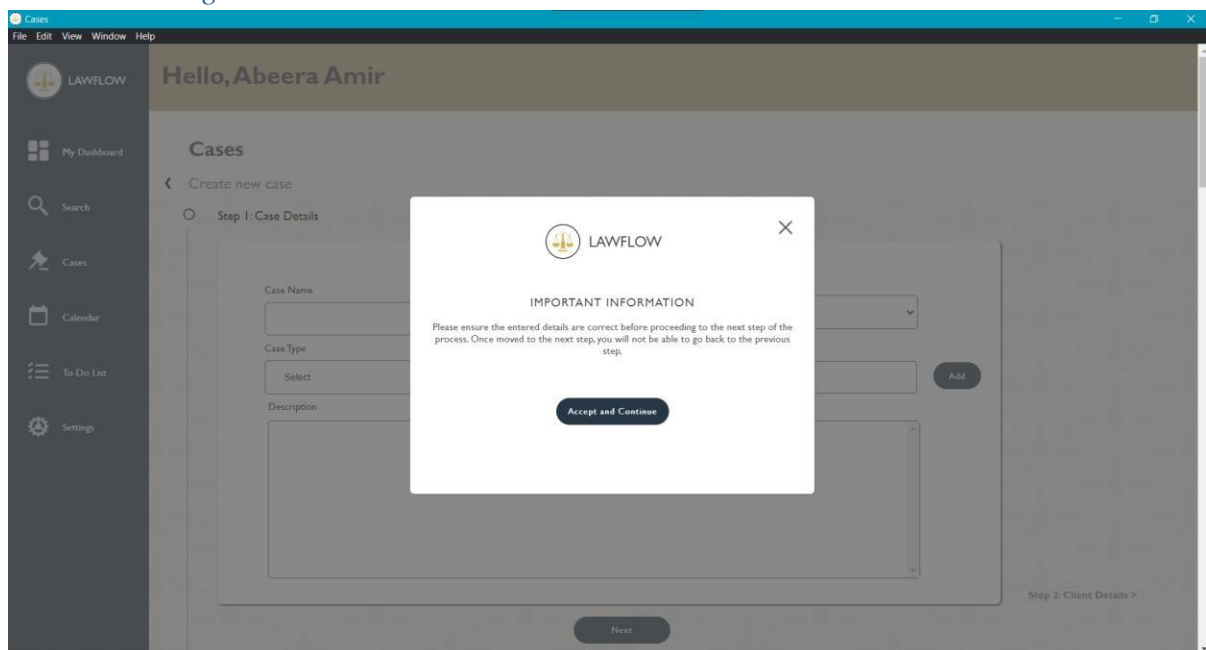 Cases
File Edit View Window Help
LAWFLOW
Hello, Abeera Amir
My Dashboard
Search
Cases
Calendar
To-Do List
Settings
Cases
Create new case
Step 1: Case Details
Case Name
Case Type
Select
Add
Description
LAWFLOW
IMPORTANT INFORMATION
Please ensure the entered details are correct before proceeding to the next step of the
process. Once moved to the next step, you will not be able to go back to the previous
step.
Accept and Continue
Step 2: Client Details >
Next